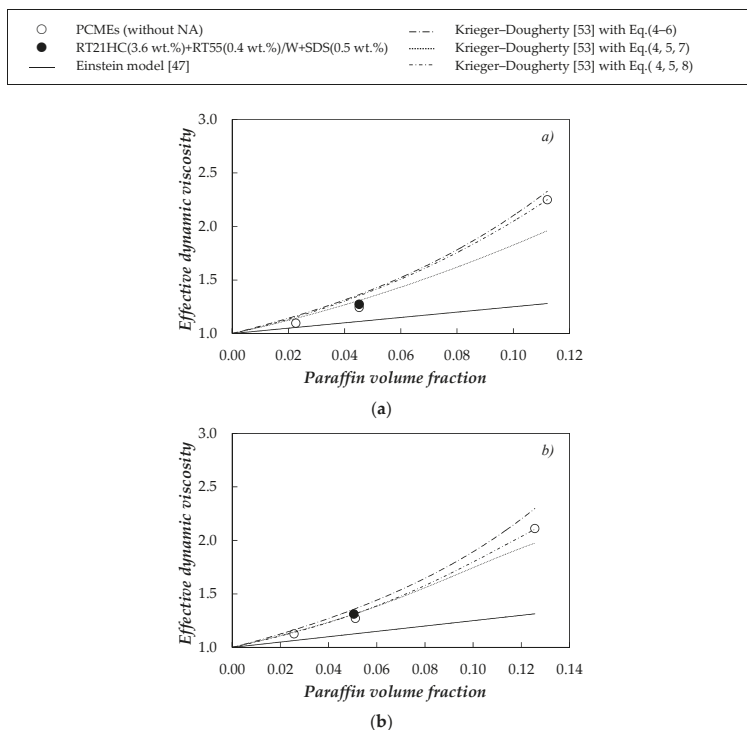 PCMEs (without NA)
RT21HC(3.6 wt.%)+RT55(0.4 wt.%)/W+SDS(0.5 wt.%)
Einstein model [47]
Krieger–Dougherty [53] with Eq.(4–6)
Krieger–Dougherty [53] with Eq.(4, 5, 7)
Krieger–Dougherty [53] with Eq.( 4, 5, 8)
a)
Effective dynamic viscosity
3.0
2.5
2.0
1.5
1.0
0.00 0.02 0.04 0.06 0.08 0.10 0.12
Paraffin volume fraction
(a)
b)
Effective dynamic viscosity
3.0
2.5
2.0
1.5
1.0
0.00 0.02 0.04 0.06 0.08 0.10 0.12 0.14
Paraffin volume fraction
(b)